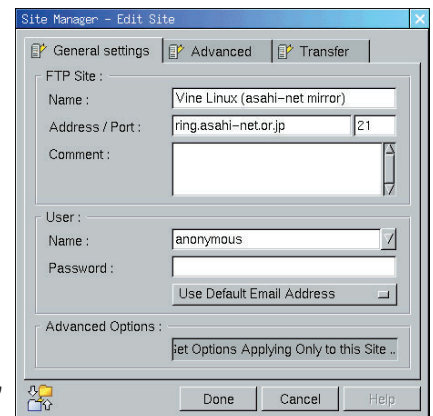 Site Manager – Edit Site
General settings
Advanced
Transfer
FTP Site :
Name :
Vine Linux (asahi–net mirror)
Address / Port :
ring.asahi–net.or.jp
21
Comment :
User :
Name :
anonymous
Password :
Use Default Email Address
Advanced Options :
Set Options Applying Only to this Site ..
Done
Cancel
Help